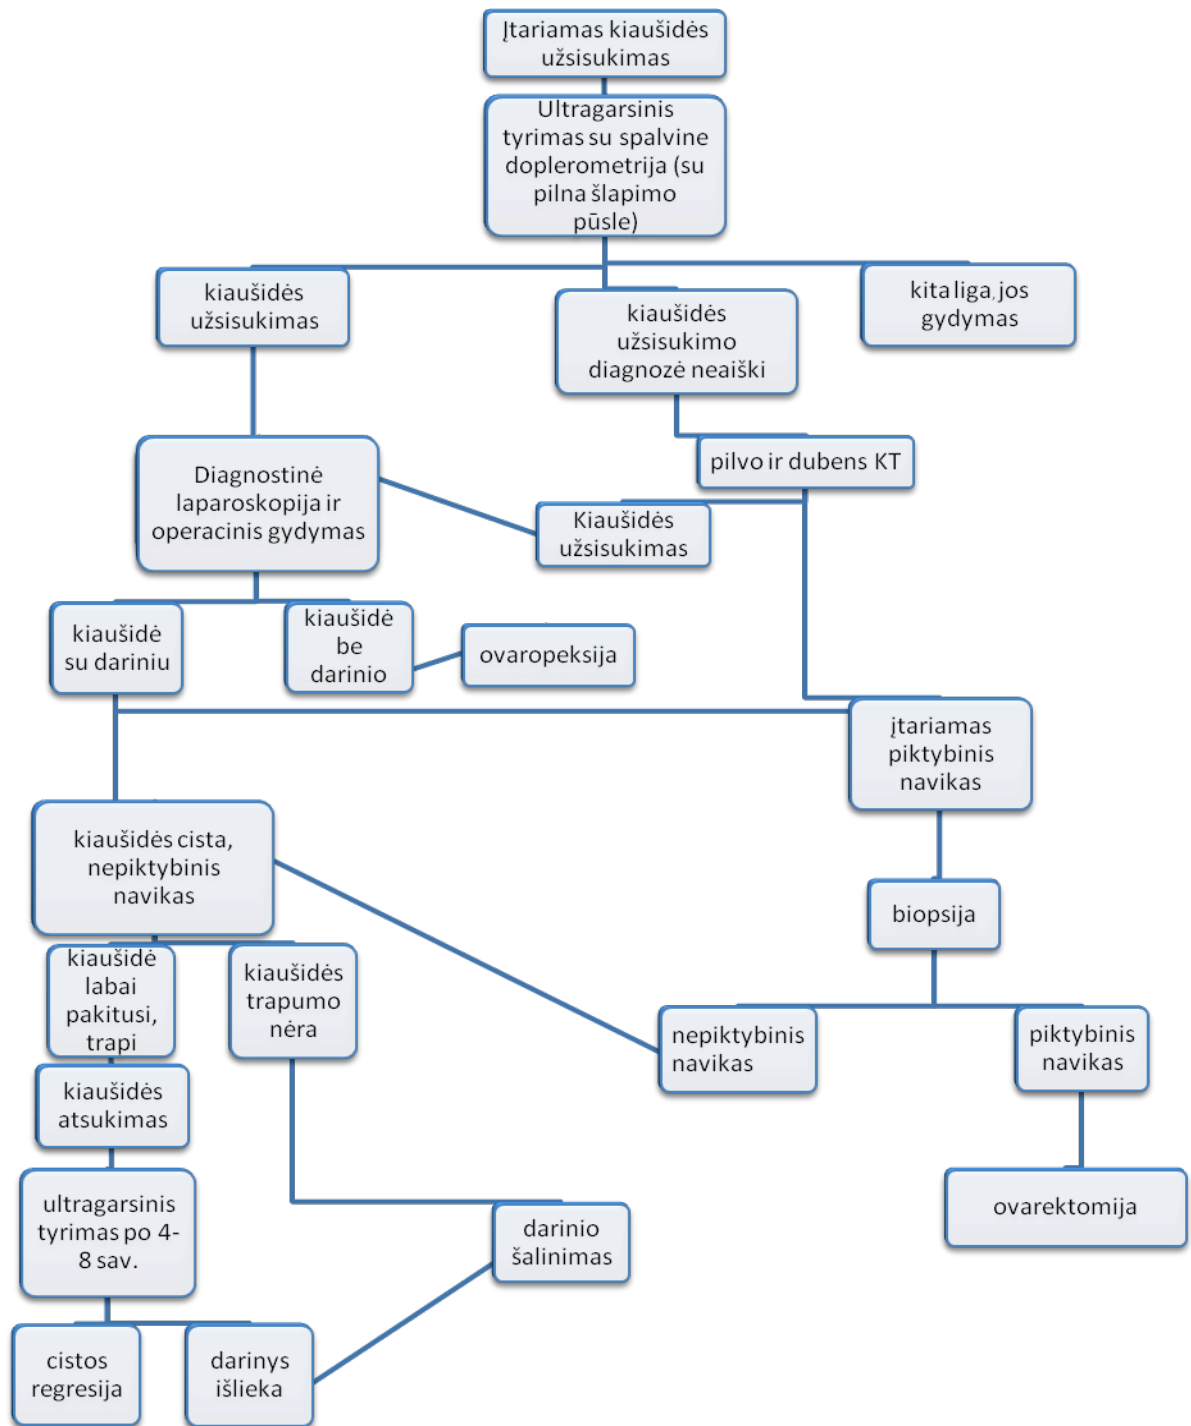 Įtariamas kiaušidės
užsisukimas
Ultragarsinis
tyrimas su spalvine
doplerometrija (su
pilna šlapimo
pūsle)
kiaušidės
užsisukimas
kiaušidės
užsisukimo
diagnozė neaiški
kita liga, jos
gydymas
pilvo ir dubens KT
Diagnostinė
laparoskopija ir
operacinis gydymas
Kiaušidės
užsisukimas
kiaušidė
su dariniu
kiaušidė
be
darinio
ovaropeksija
įtariamas
piktybinis
navikas
kiaušidės cista,
nepiktybinis
navikas
biopsija
kiaušidė
labai
pakitusi,
trapi
kiaušidės
trapumo
nėra
nepiktybinis
navikas
piktybinis
navikas
kiaušidės
atsukimas
ultragarsinis
tyrimas po 4-
8 sav.
darinio
šalinimas
ovarektomija
cistos
regresija
darinys
išlieka